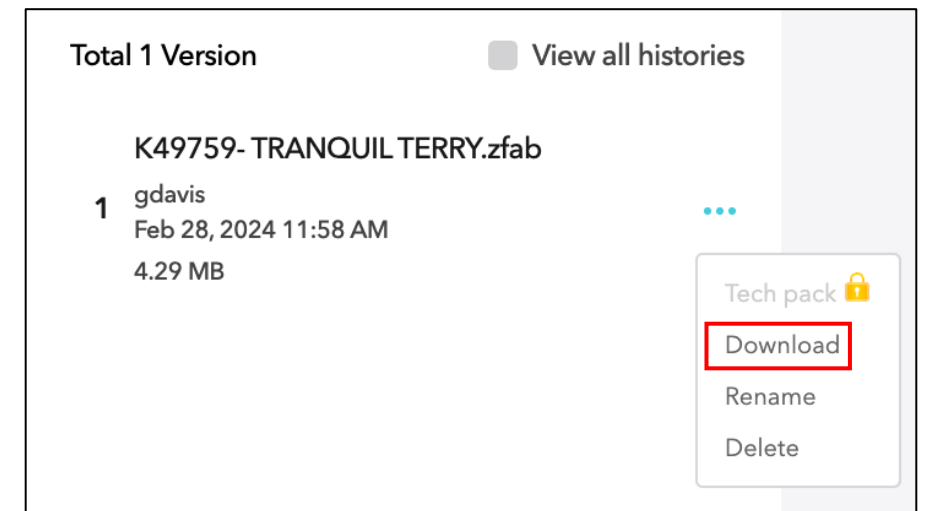 Total 1 Version
View all histories
K49759- TRANQUIL TERRY.zfab
1
gdavis
Feb 28, 2024 11:58 AM
4.29 MB
Tech pack
Download
Rename
Delete